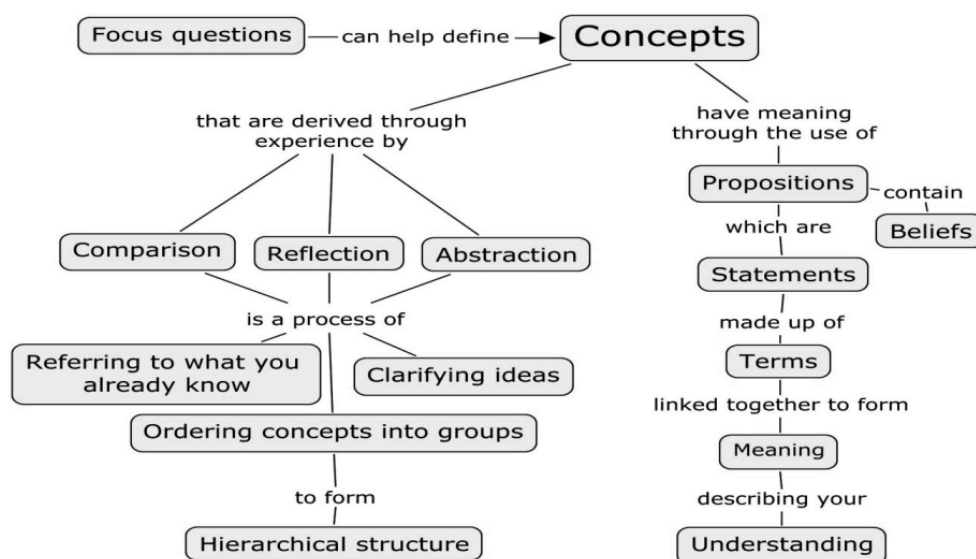 Focus questions
can help define
Concepts
that are derived through
experience by
have meaning
through the use of
Propositions
contain
Beliefs
which are
Comparison
Reflection
Abstraction
Statements
is a process of
made up of
Referring to what you
already know
Clarifying ideas
Terms
linked together to form
Ordering concepts into groups
Meaning
to form
describing your
Hierarchical structure
Understanding